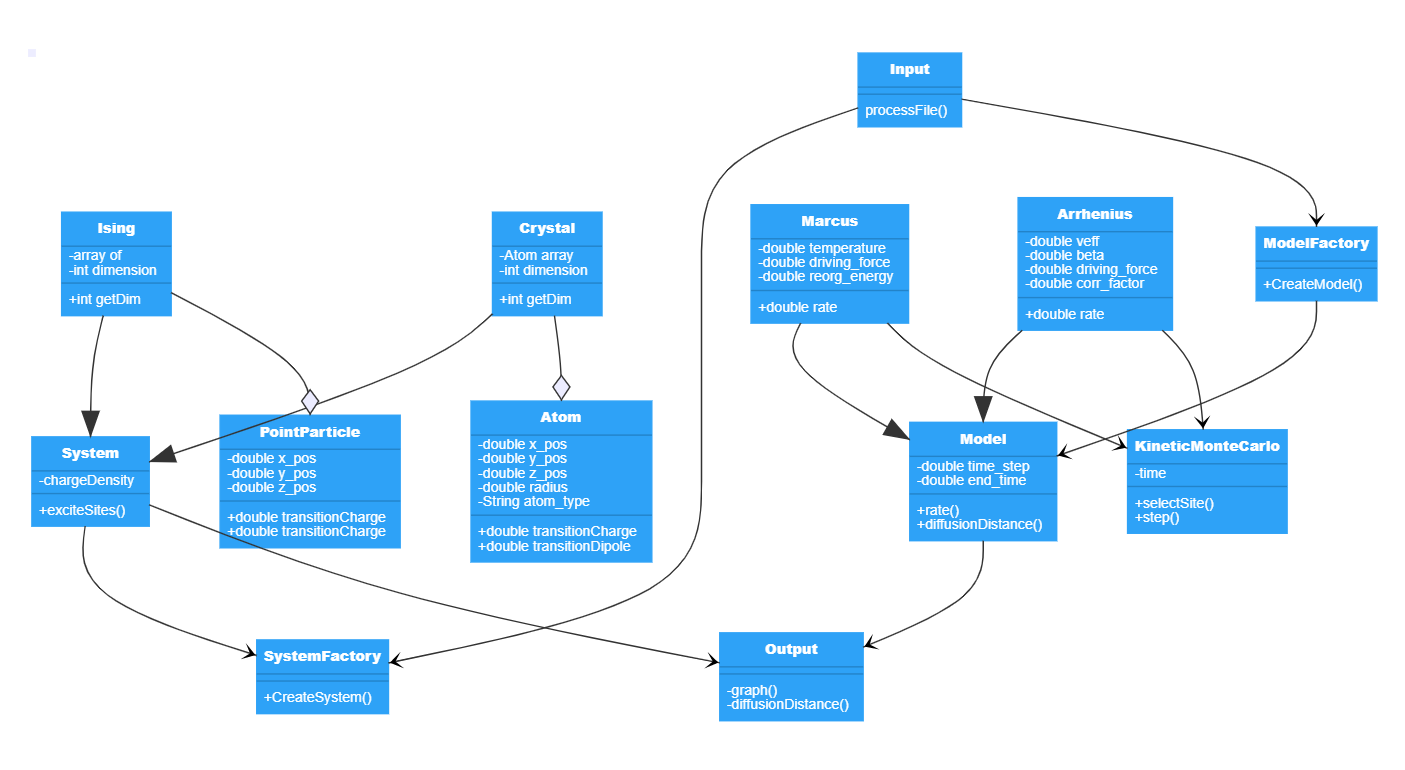 Input
processFile()
Ising
-array of
-int dimension
+int getDim
Crystal
-Atom array
-int dimension
+int getDim
Marcus
-double temperature
-double driving_force
-double reorg_energy
+double rate
Arrhenius
-double veff
-double beta
-double driving_force
-double corr_factor
+double rate
ModelFactory
+CreateModel()
System
-chargeDensity
+exciteSites()
PointParticle
-double x_pos
-double y_pos
-double z_pos
+double transitionCharge
+double transitionCharge
Atom
-double x_pos
-double y_pos
-double z_pos
-double radius
-String atom_type
+double transitionCharge
+double transitionDipole
Model
-double time_step
-double end_time
+rate()
+diffusionDistance()
KineticMonteCarlo
-time
+selectSite()
+step()
SystemFactory
+CreateSystem()
Output
-graph()
-diffusionDistance()